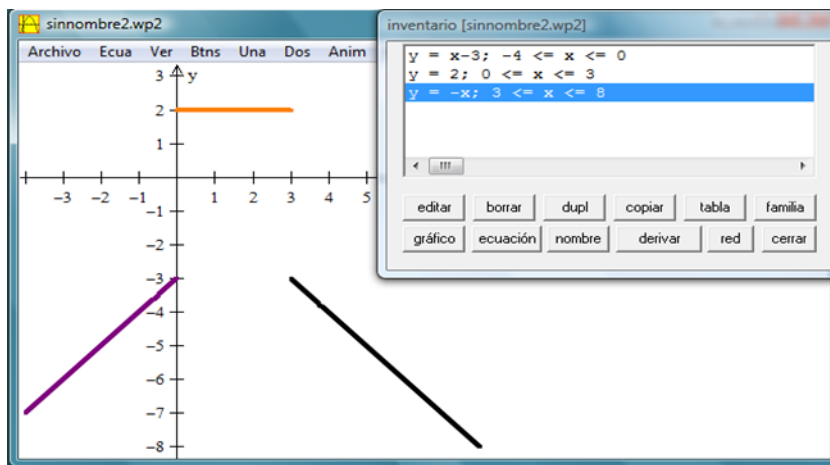 sinnombre2.wp2
Archivo Ecua Ver Btns Una Dos Anim
inventario [sinnombre2.wp2]
y = x-3; -4 <= x <= 0
y = 2; 0 <= x <= 3
y = -x; 3 <= x <= 8
editar borrar dupl copiar tabla familia
gráfico ecuación nombre derivar red cerrar
3 y
2
1
-3 -2 -1 1 2 3 4 5
-1
-2
-3
-4
-5
-6
-7
-8